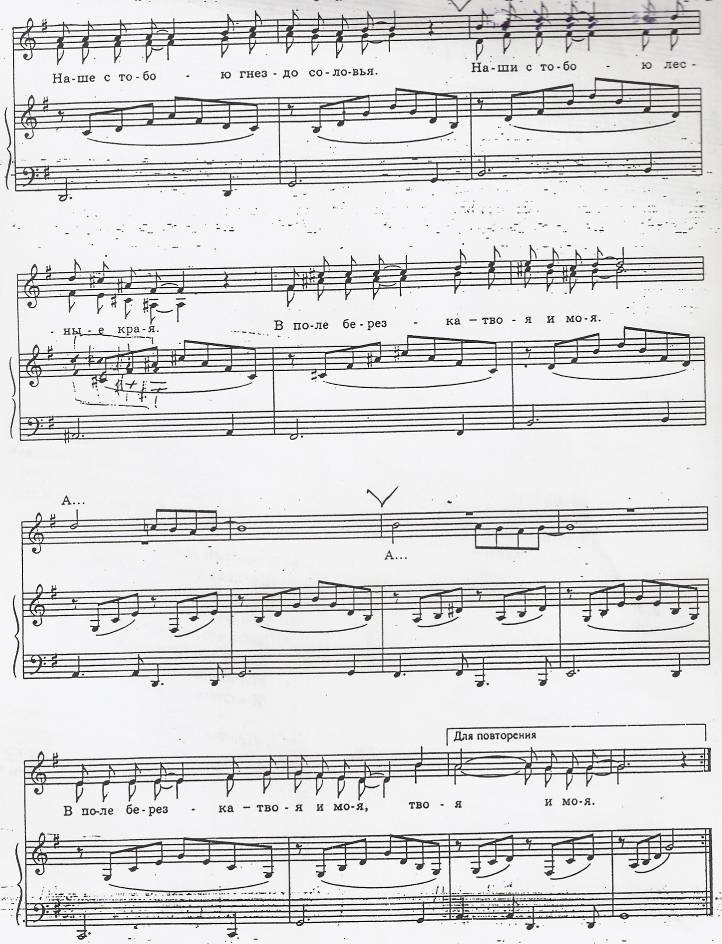 На-ше с то-бо - ю гнез-до со-ло-вья. На-ши с то-бо - ю лес-
- ны-е кра-я. В по-ле бе-рез - ка – тво-я и мо-я.
А...
А...
Для повторения
В по-ле бе-рез - ка – тво-я и мо-я, тво - я и мо-я.